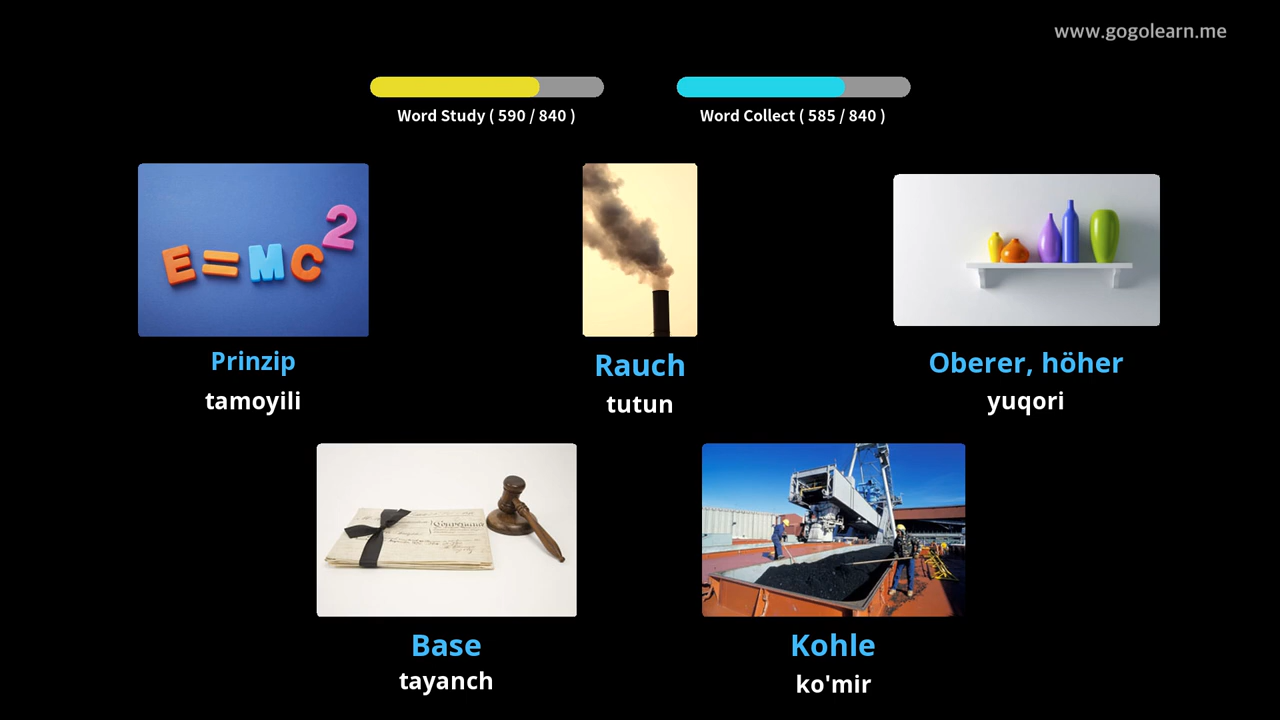 www.gogolearn.me
Word Study ( 590 / 840 )
Word Collect ( 585 / 840 )
E=MC2
Prinzip
tamoyili
Rauch
tutun
Oberer, höher
yuqori
Base
tayanch
Kohle
ko'mir